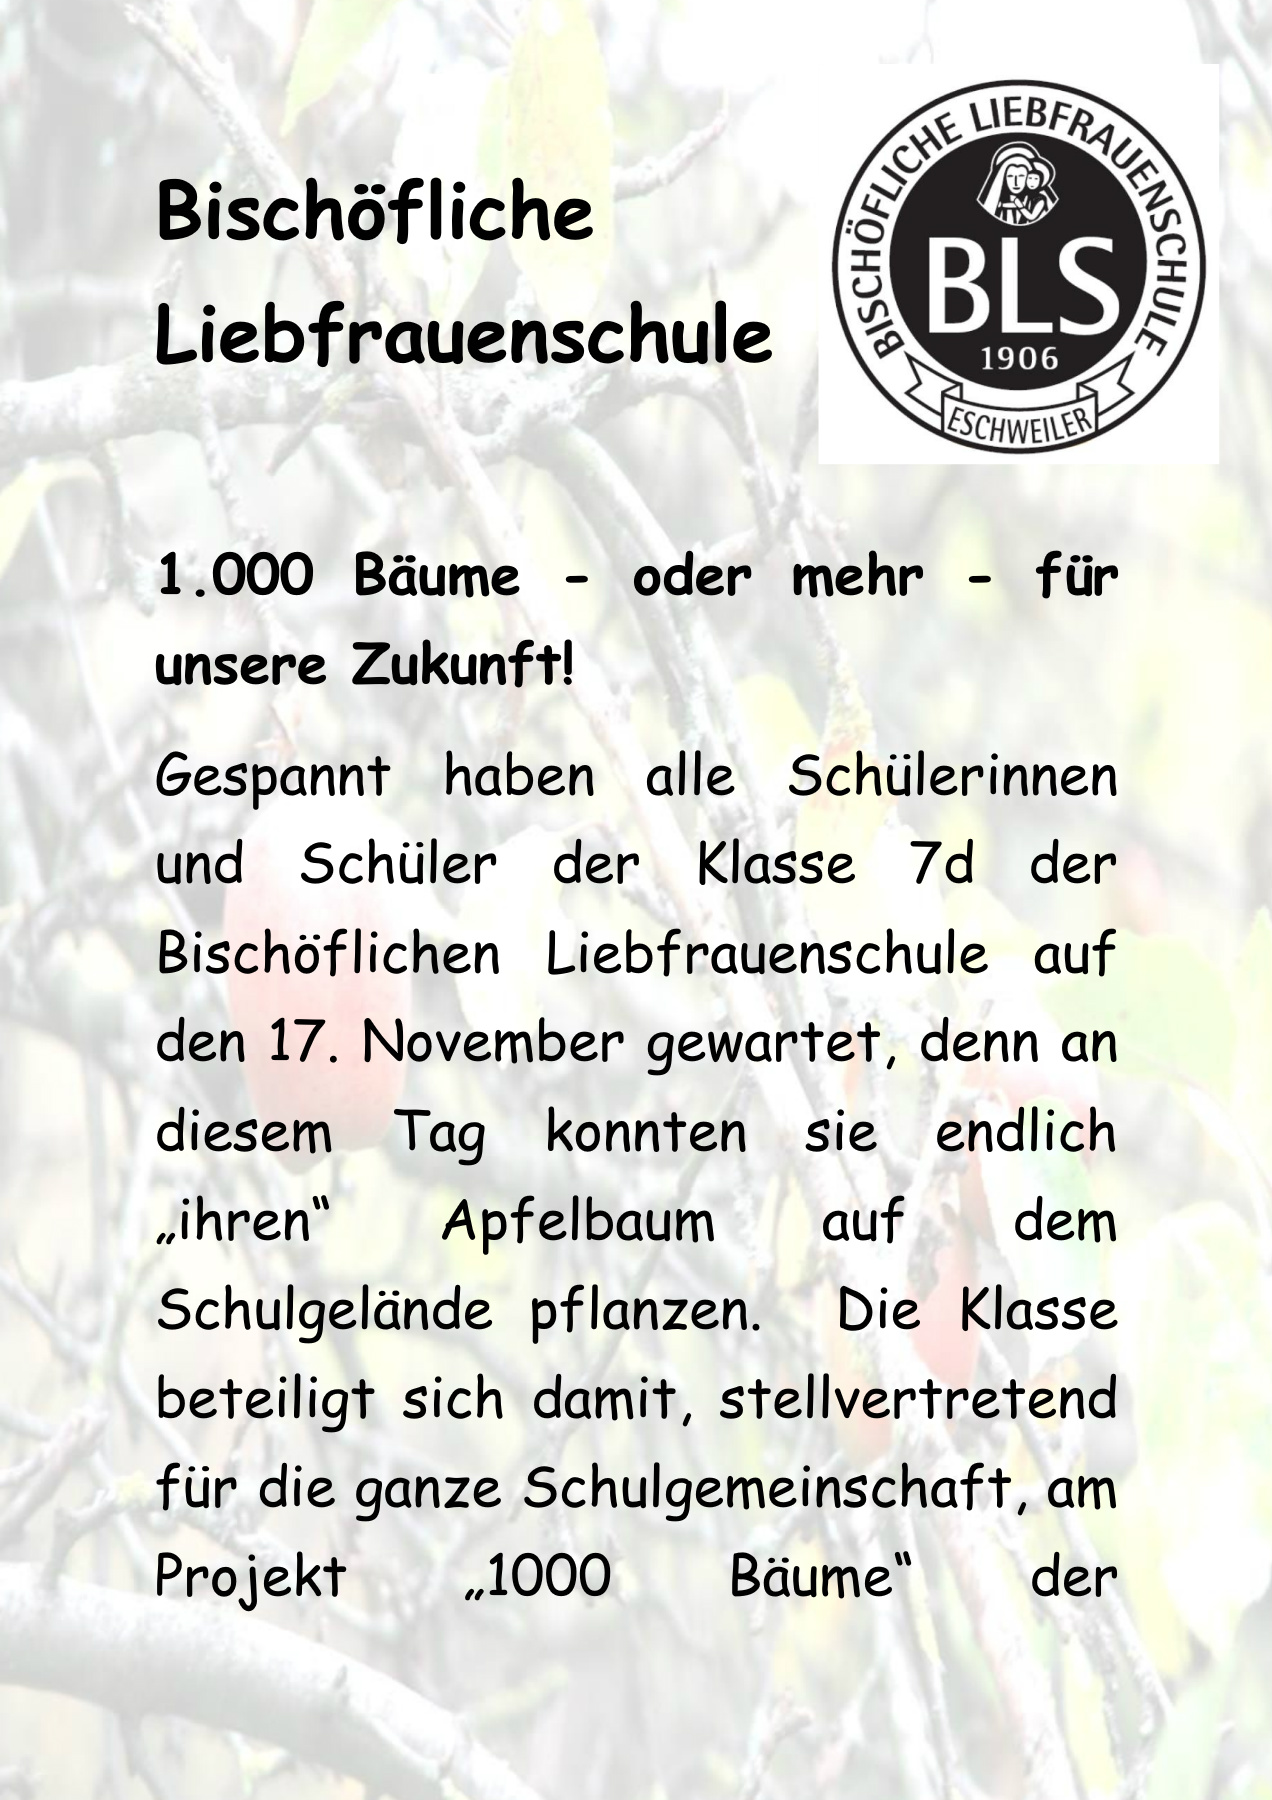 Bischöfliche
Liebfrauenschule
BISCHÖFLICHE LIEBFRAUENSCHULE
BLS
1906
ESCHWEILER
1.000 Bäume - oder mehr - für
unsere Zukunft!
Gespannt haben alle Schülerinnen
und Schüler der Klasse 7d der
Bischöflichen Liebfrauenschule auf
den 17. November gewartet, denn an
diesem Tag konnten sie endlich
„ihren“ Apfelbaum auf dem
Schulgelände pflanzen. Die Klasse
beteiligt sich damit, stellvertretend
für die ganze Schulgemeinschaft, am
Projekt „1000 Bäume“ der